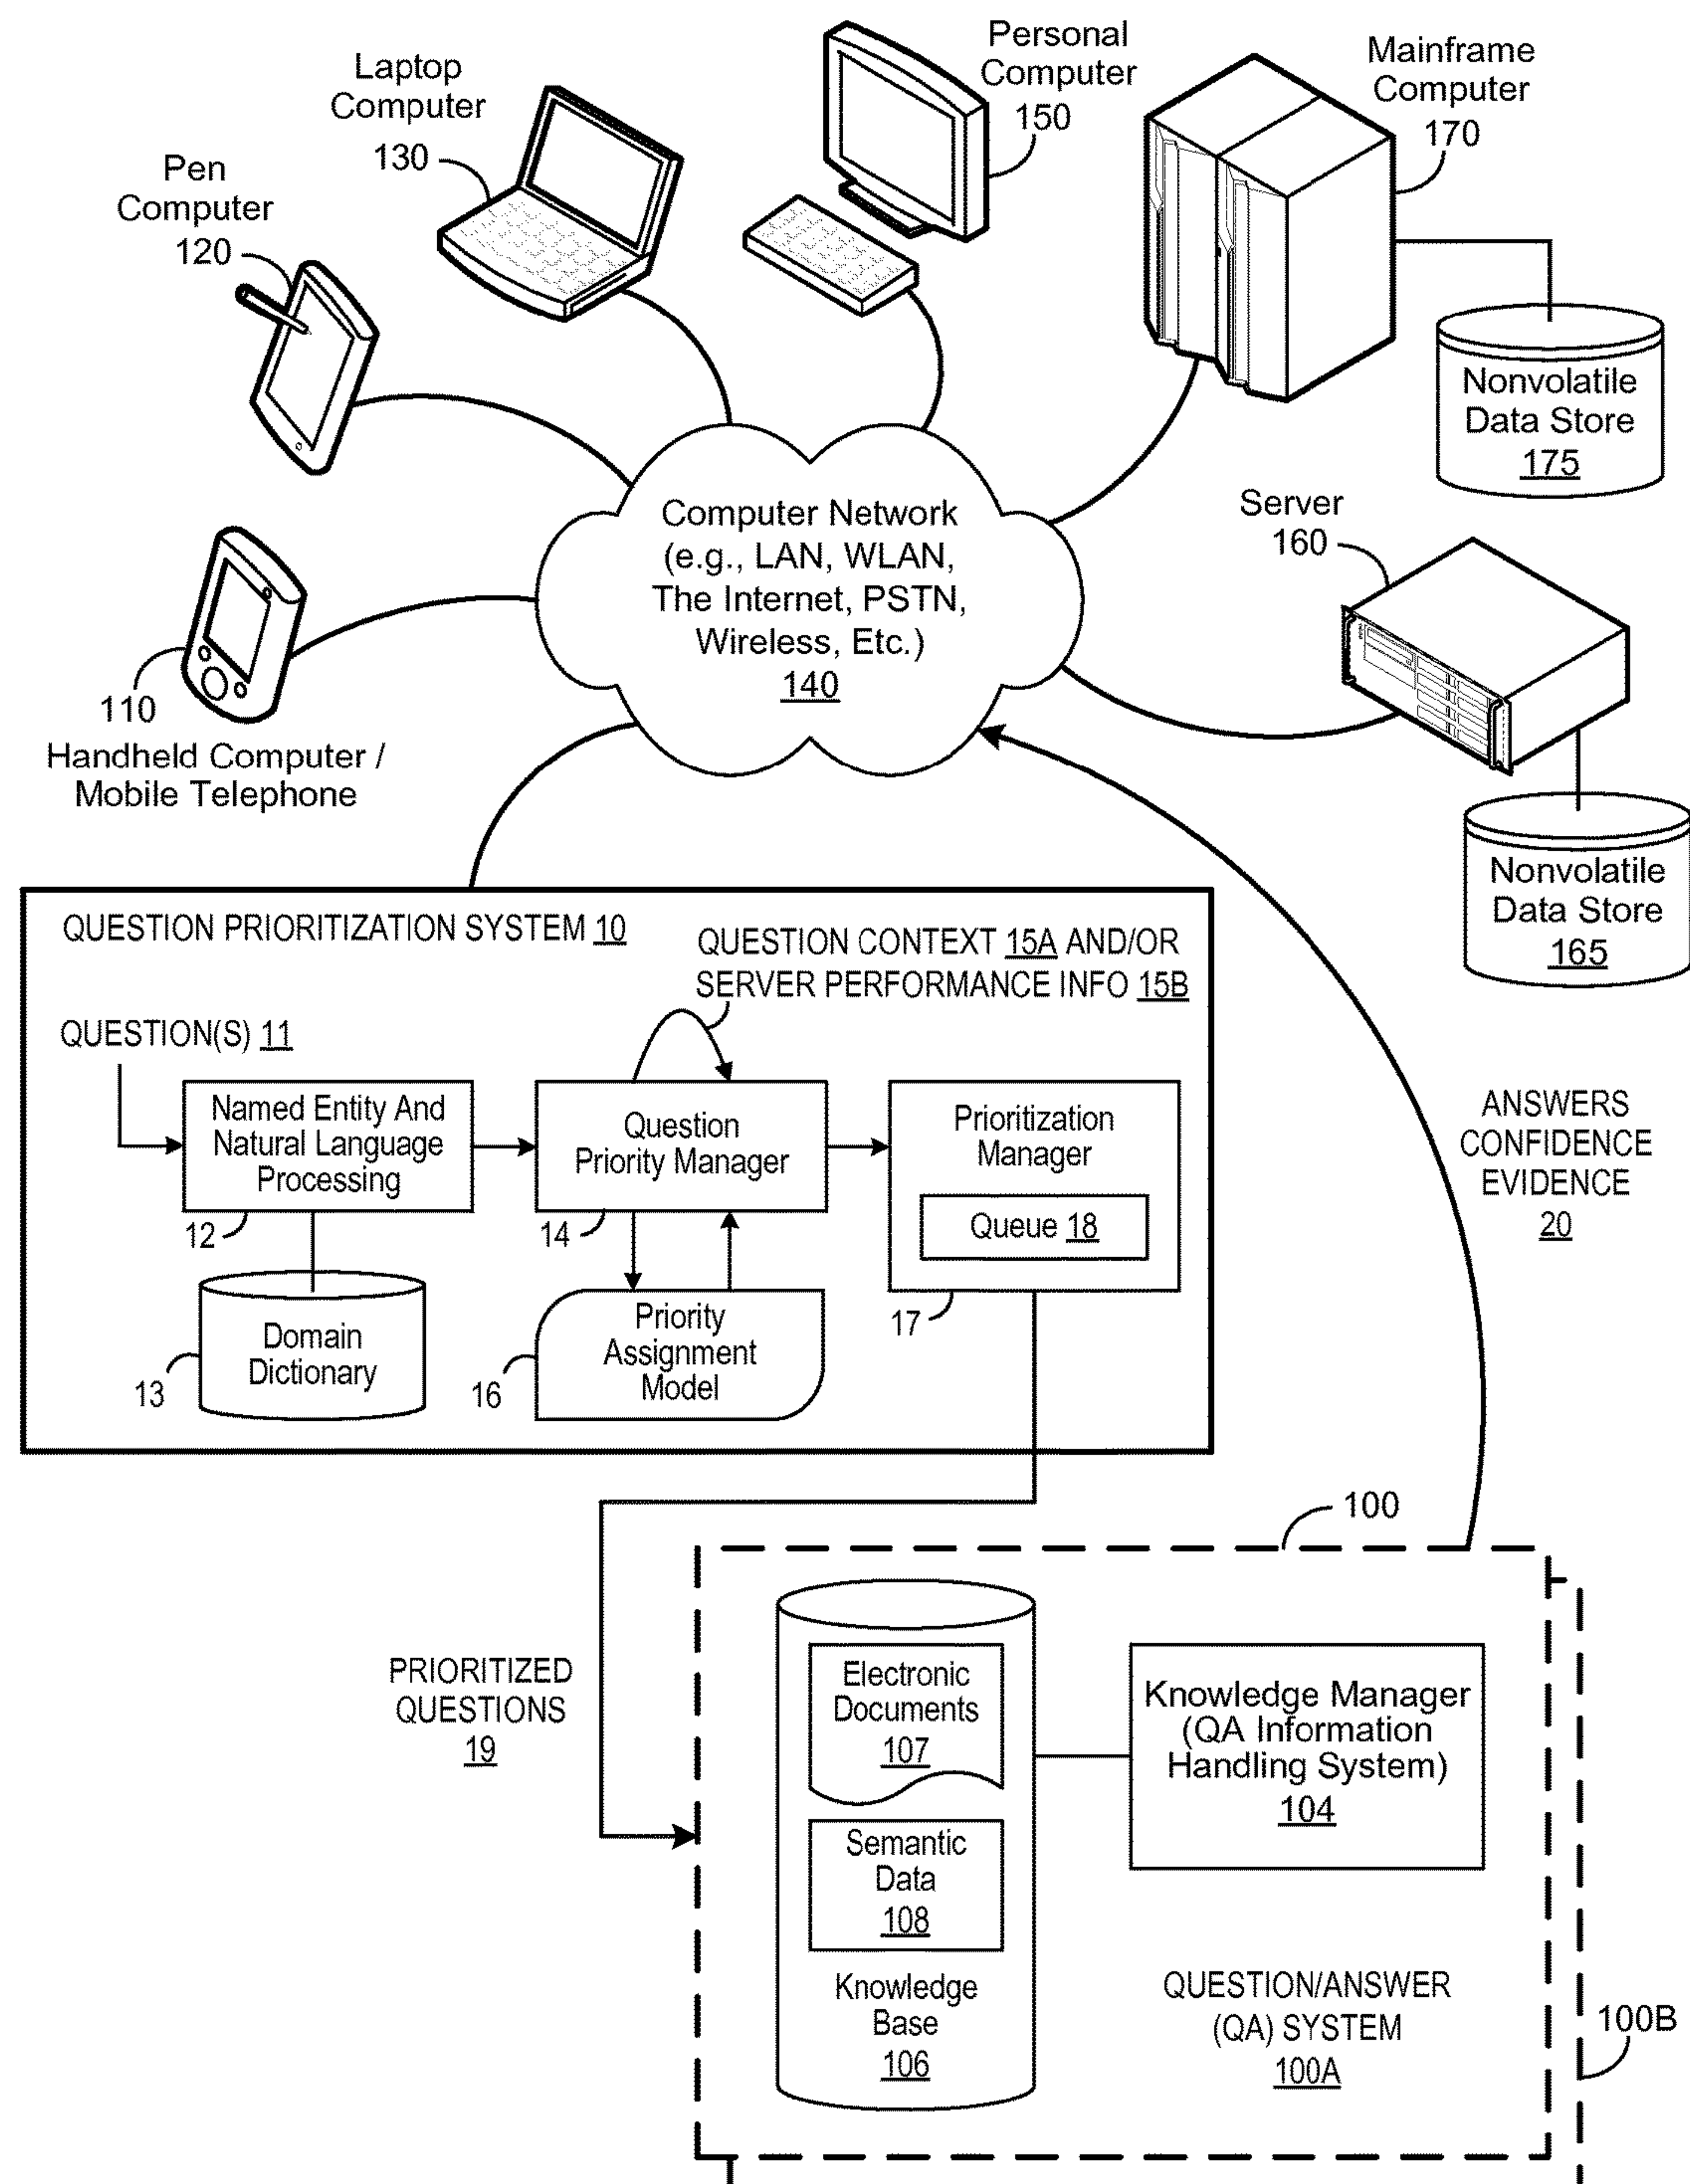 Laptop
Computer
130
Personal
Computer
150
Mainframe
Computer
170
Pen
Computer
120
Nonvolatile
Data Store
175
Computer Network
(e.g., LAN, WLAN,
The Internet, PSTN,
Wireless, Etc.)
140
Server
160
110
Handheld Computer /
Mobile Telephone
Nonvolatile
Data Store
165
QUESTION PRIORITIZATION SYSTEM 10
QUESTION CONTEXT 15A AND/OR
SERVER PERFORMANCE INFO 15B
QUESTION(S) 11
Named Entity And
Natural Language
Processing
12
Question
Priority Manager
14
Prioritization
Manager
Queue 18
17
Domain
Dictionary
13
Priority
Assignment
Model
16
ANSWERS
CONFIDENCE
EVIDENCE
20
100
PRIORITIZED
QUESTIONS
19
Electronic
Documents
107
Semantic
Data
108
Knowledge
Base
106
Knowledge Manager
(QA Information
Handling System)
104
QUESTION/ANSWER
(QA) SYSTEM
100A
100B